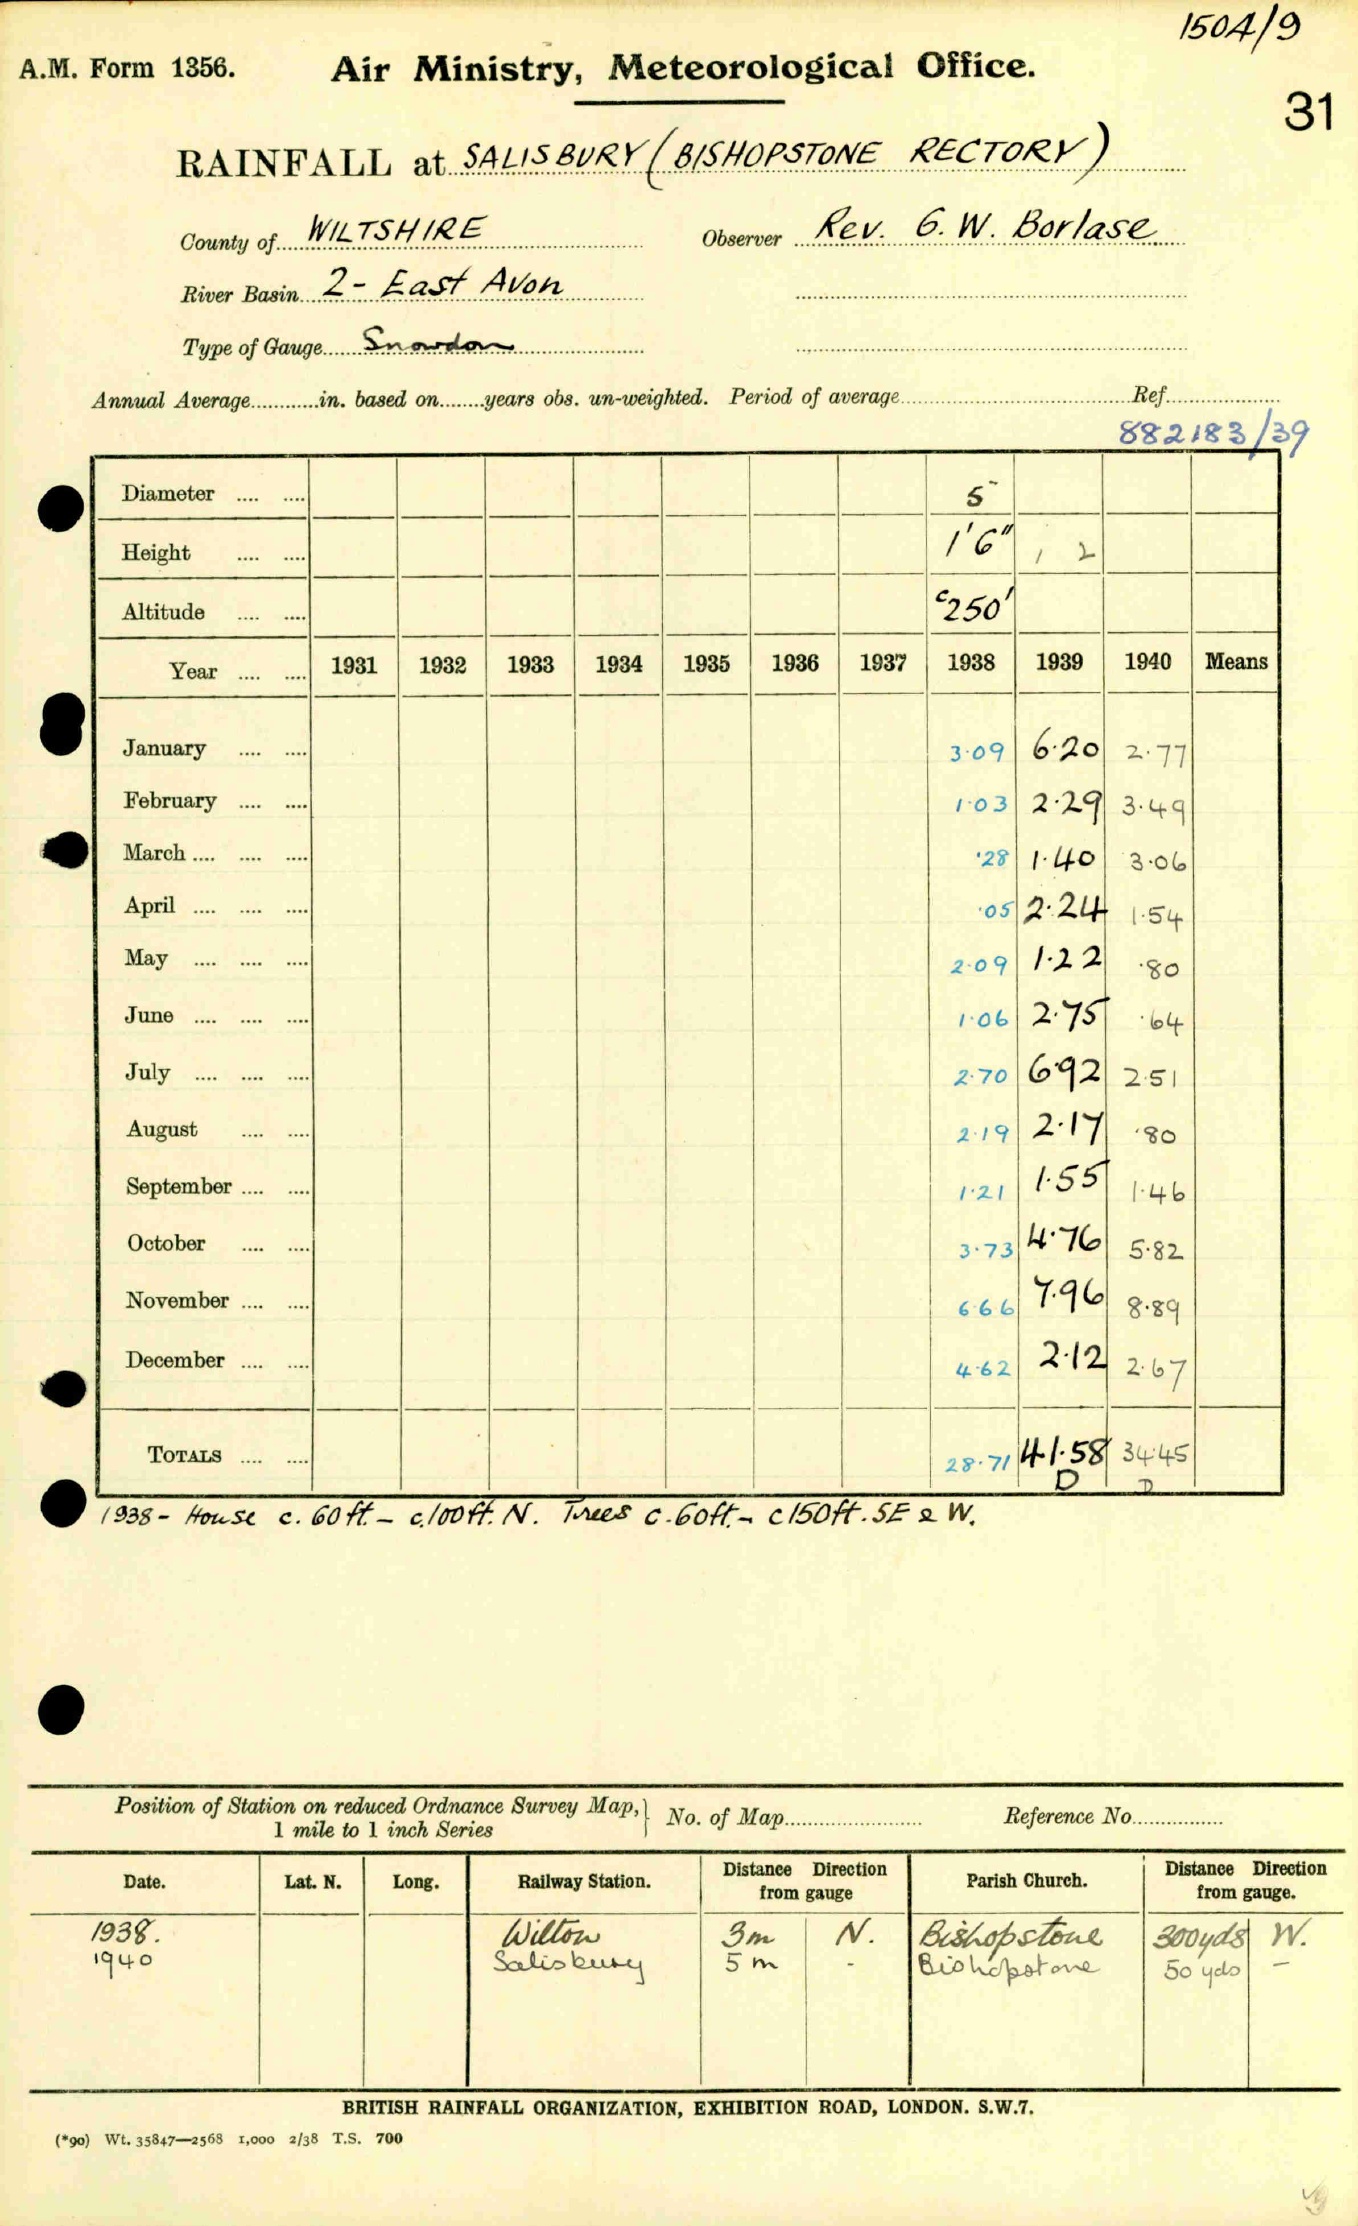 1504/9
A.M. Form 1356. Air Ministry, Meteorological Office.
31
RAINFALL at SALISBURY (BISHOPSTONE RECTORY)
County of WILTSHIRE Observer Rev. G. W. Borlase
River Basin 2 - East Avon
Type of Gauge Snowdon
Annual Average............in. based on........years obs. un-weighted. Period of average........ Ref........
882183/39
Diameter .... .... 5"
Height .... .... 1'6" 1 2
Altitude .... .... c250'
Year .... .... 1931 1932 1933 1934 1935 1936 1937 1938 1939 1940 Means
January .... .... 3·09 6·20 2·77
February .... .... 1·03 2·29 3·49
March .... .... .... ·28 1·40 3·06
April .... .... .... ·05 2·24 1·54
May .... .... .... 2·09 1·22 ·80
June .... .... .... 1·06 2·75 ·64
July .... .... .... 2·70 6·92 2·51
August .... .... 2·19 2·17 ·80
September .... .... 1·21 1·55 1·46
October .... .... 3·73 4·76 5·82
November .... .... 6·66 7·96 8·89
December .... .... 4·62 2·12 2·67
TOTALS .... .... 28·71 41·58 34·45
D D
1938 - House c. 60ft. - c.100ft. N. Trees c. 60ft. - c150ft. SE & W.
Position of Station on reduced Ordnance Survey Map, } No. of Map........ Reference No........
1 mile to 1 inch Series
Date. Lat. N. Long. Railway Station. Distance Direction from gauge Parish Church. Distance Direction from gauge.
1938. Wilton 3m N. Bishopstone 300yds W.
1940 Salisbury 5 m - Bishopstone 50 yds -
BRITISH RAINFALL ORGANIZATION, EXHIBITION ROAD, LONDON. S.W.7.
(*90) Wt. 35847—2568 1,000 2/38 T.S. 700